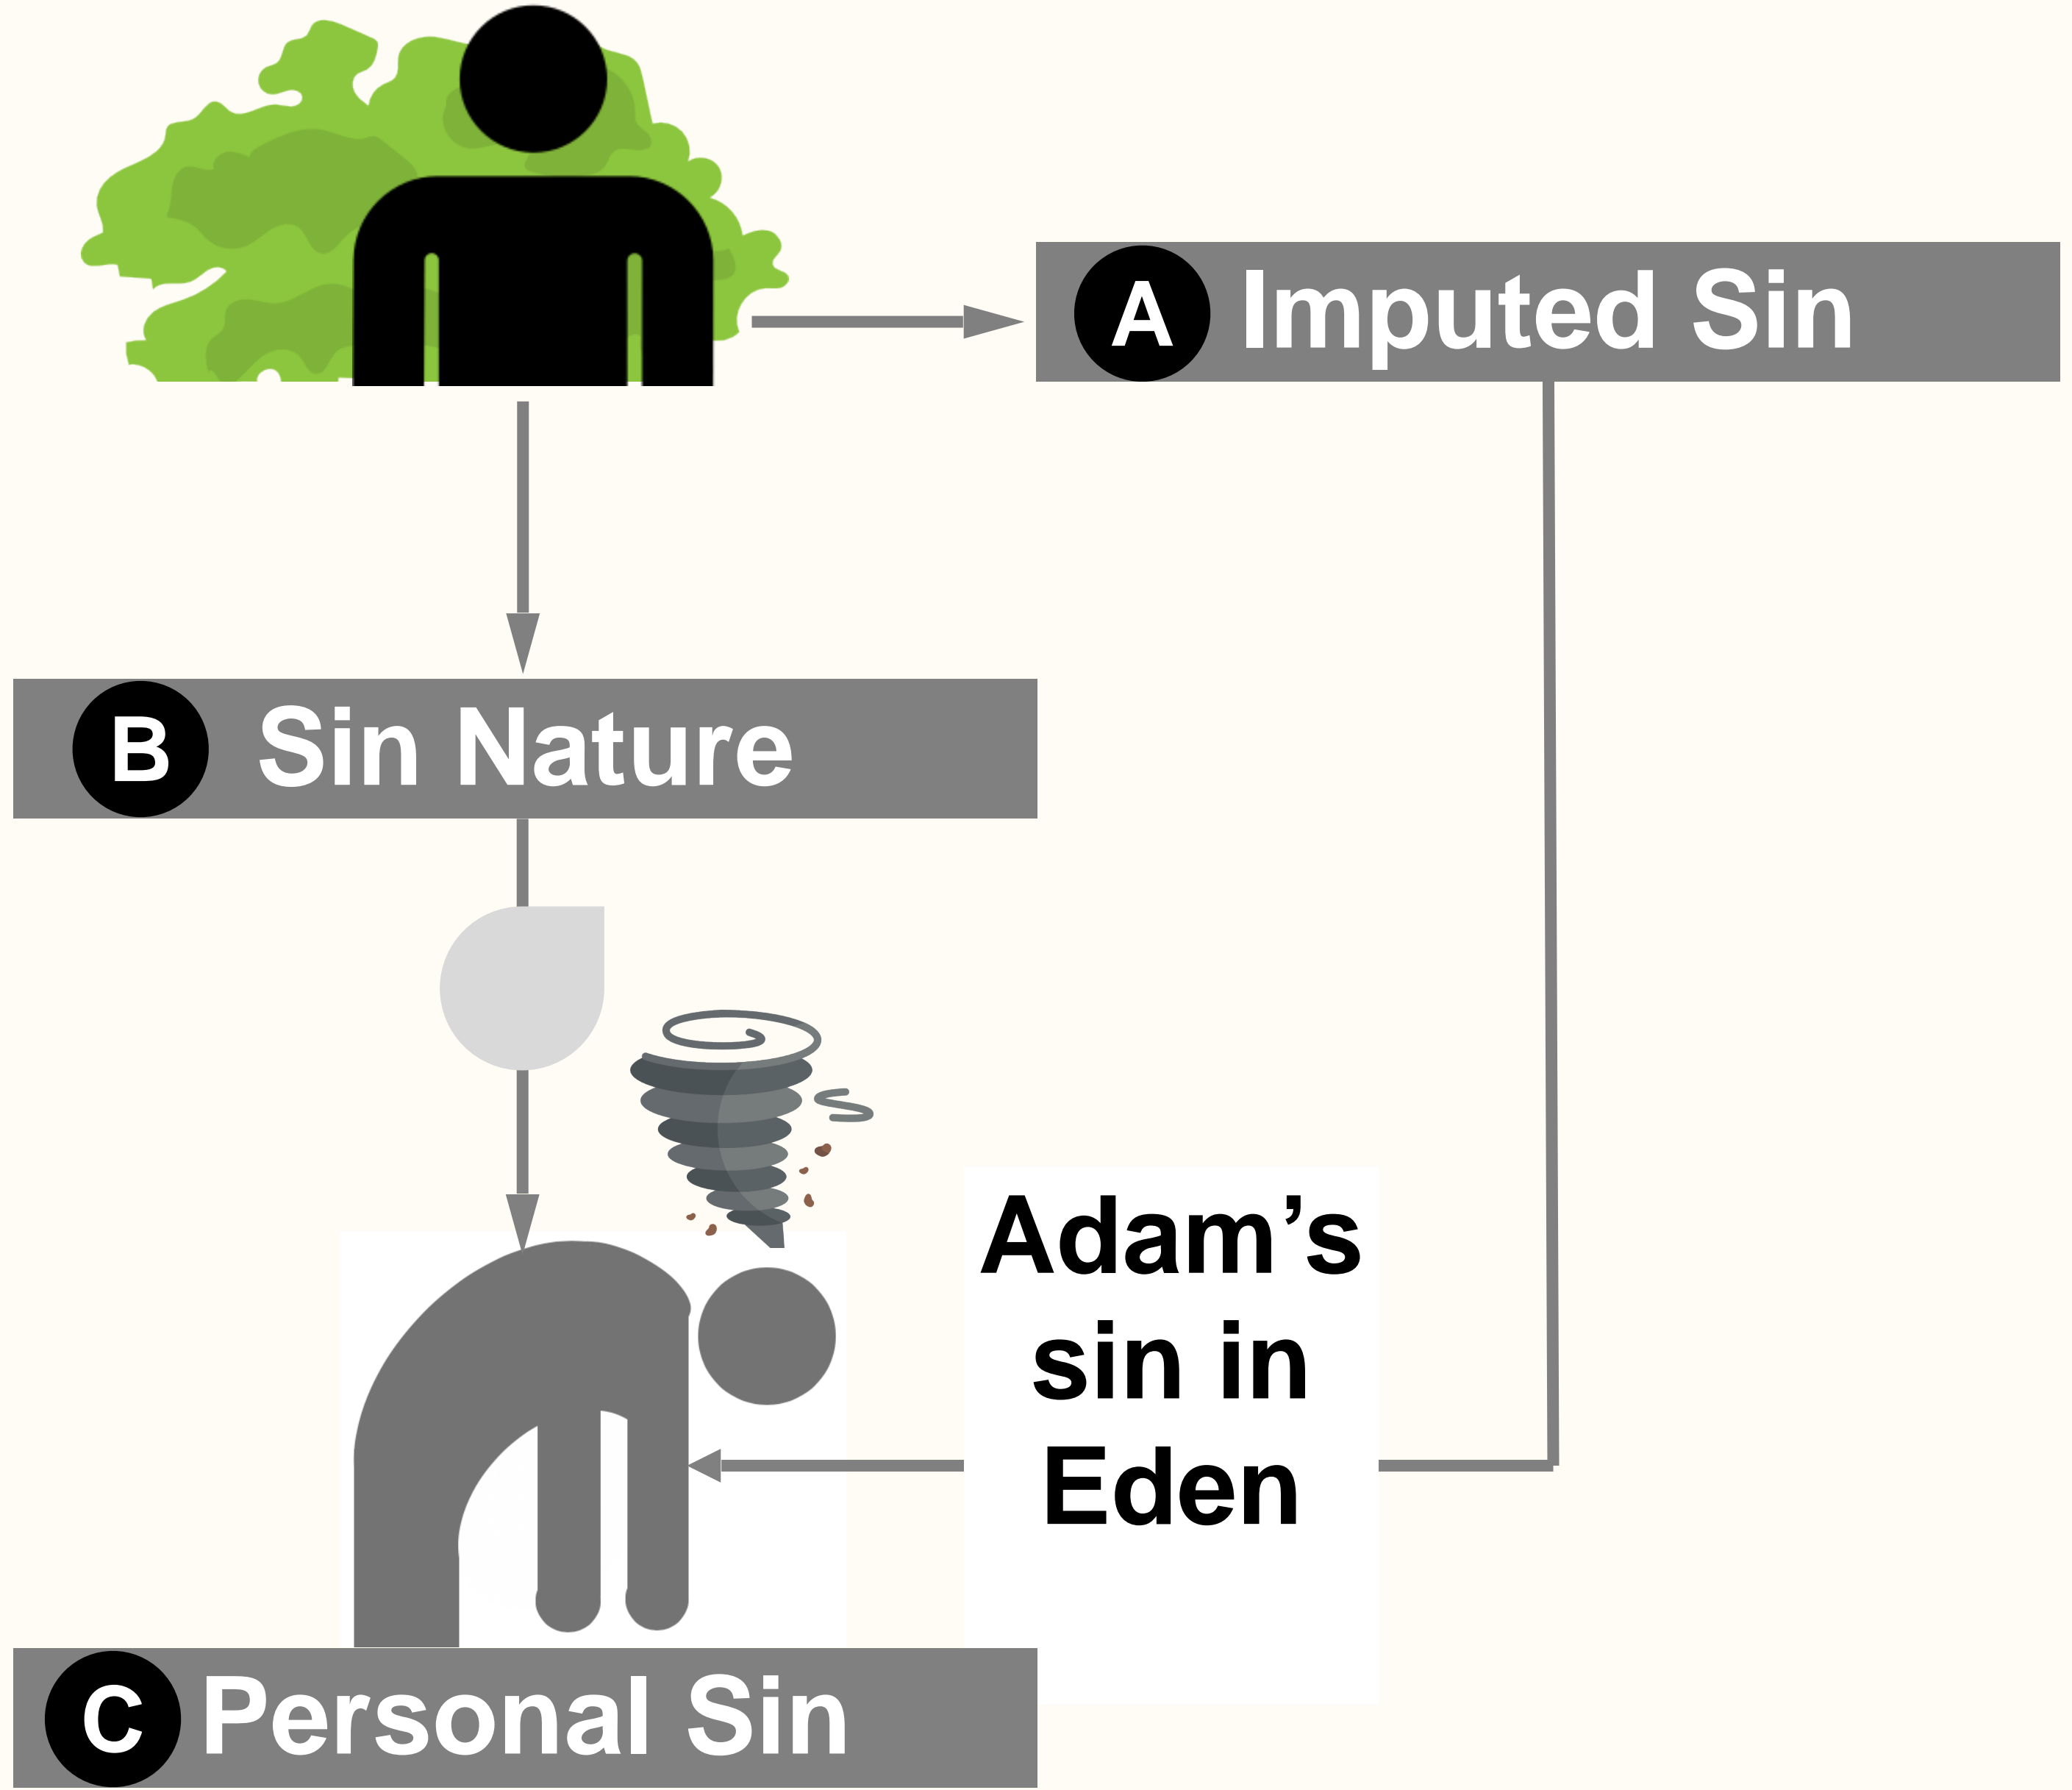 A Imputed Sin
B Sin Nature
Adam’s
sin in
Eden
C Personal Sin